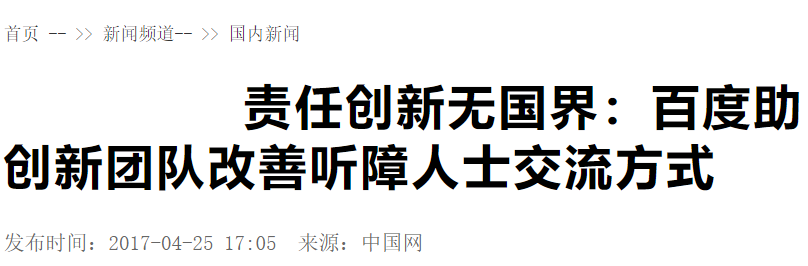 首页 -- >> 新闻频道-- >> 国内新闻
责任创新无国界：百度助
创新团队改善听障人士交流方式
发布时间：2017-04-25 17:05 来源：中国网